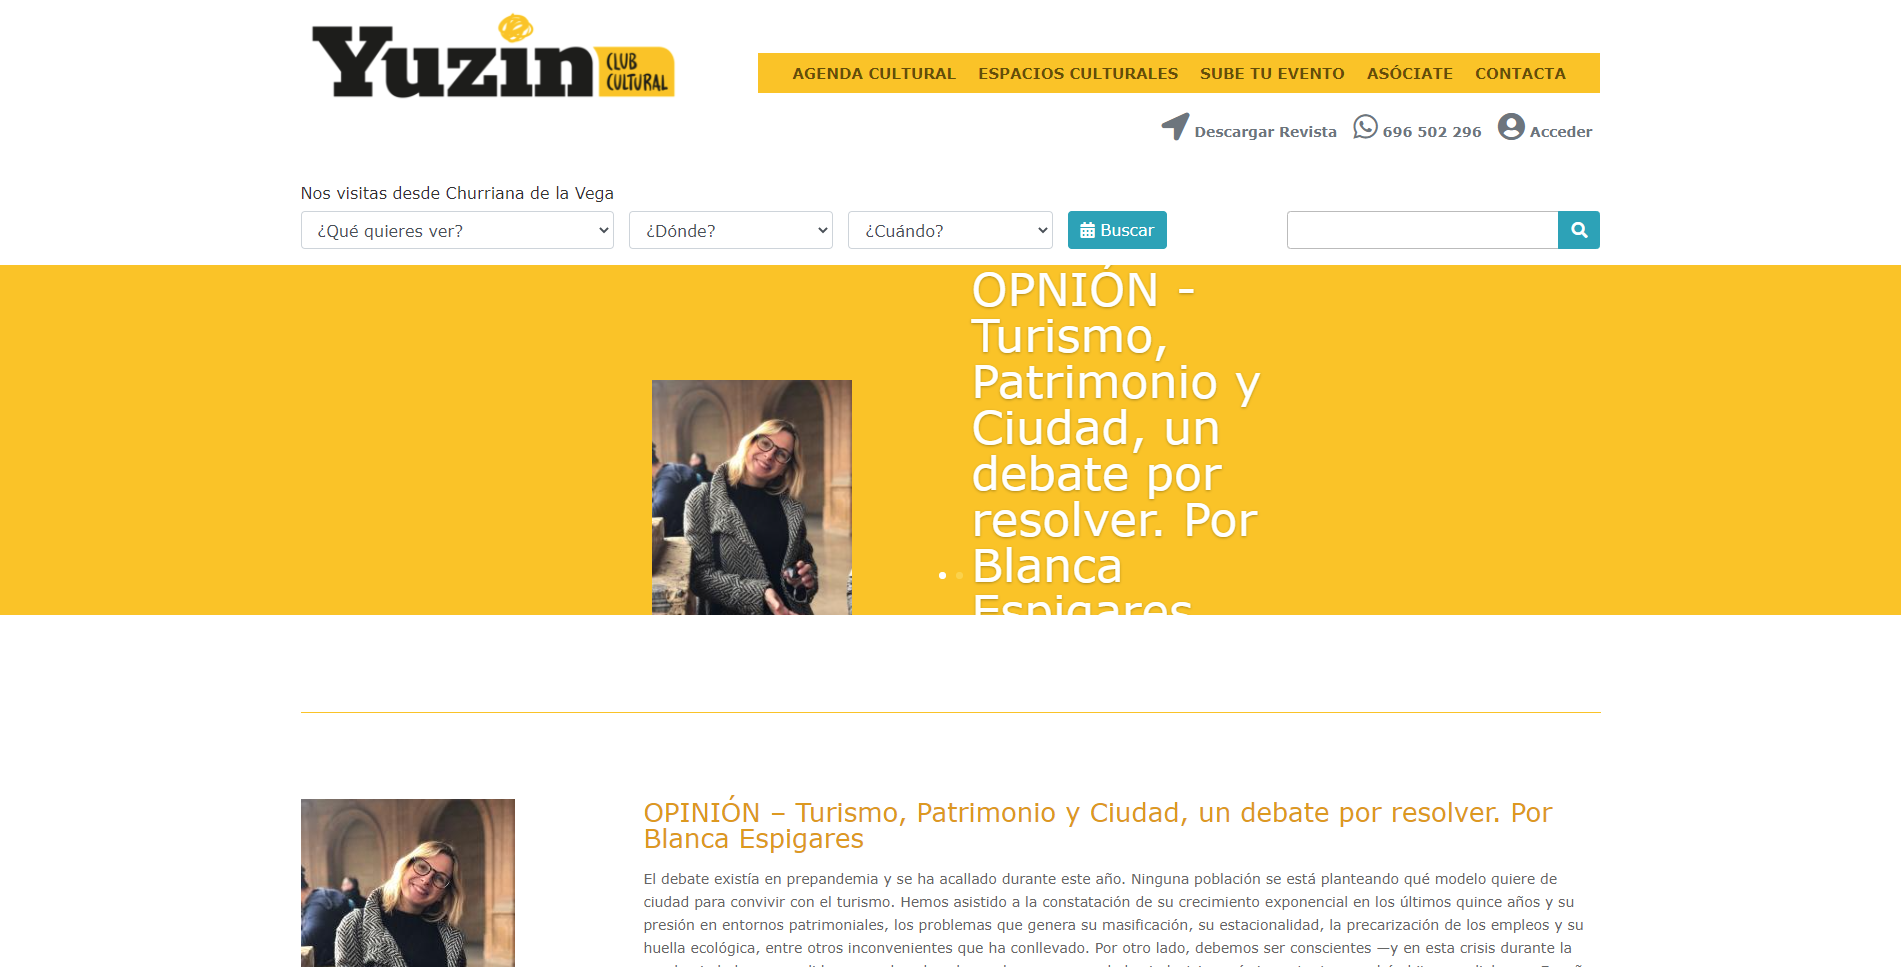 Yuzin
CLUB
CULTURAL
AGENDA CULTURAL ESPACIOS CULTURALES SUBE TU EVENTO ASÓCIATE CONTACTA
Descargar Revista 696 502 296 Acceder
Nos visitas desde Churriana de la Vega
¿Qué quieres ver? ¿Dónde? ¿Cuándo? Buscar
OPNIÓN -
Turismo,
Patrimonio y
Ciudad, un
debate por
resolver. Por
Blanca
Espigares
OPINIÓN – Turismo, Patrimonio y Ciudad, un debate por resolver. Por
Blanca Espigares
El debate existía en prepandemia y se ha acallado durante este año. Ninguna población se está planteando qué modelo quiere de
ciudad para convivir con el turismo. Hemos asistido a la constatación de su crecimiento exponencial en los últimos quince años y su
presión en entornos patrimoniales, los problemas que genera su masificación, su estacionalidad, la precarización de los empleos y su
huella ecológica, entre otros inconvenientes que ha conllevado. Por otro lado, debemos ser conscientes —y en esta crisis durante la